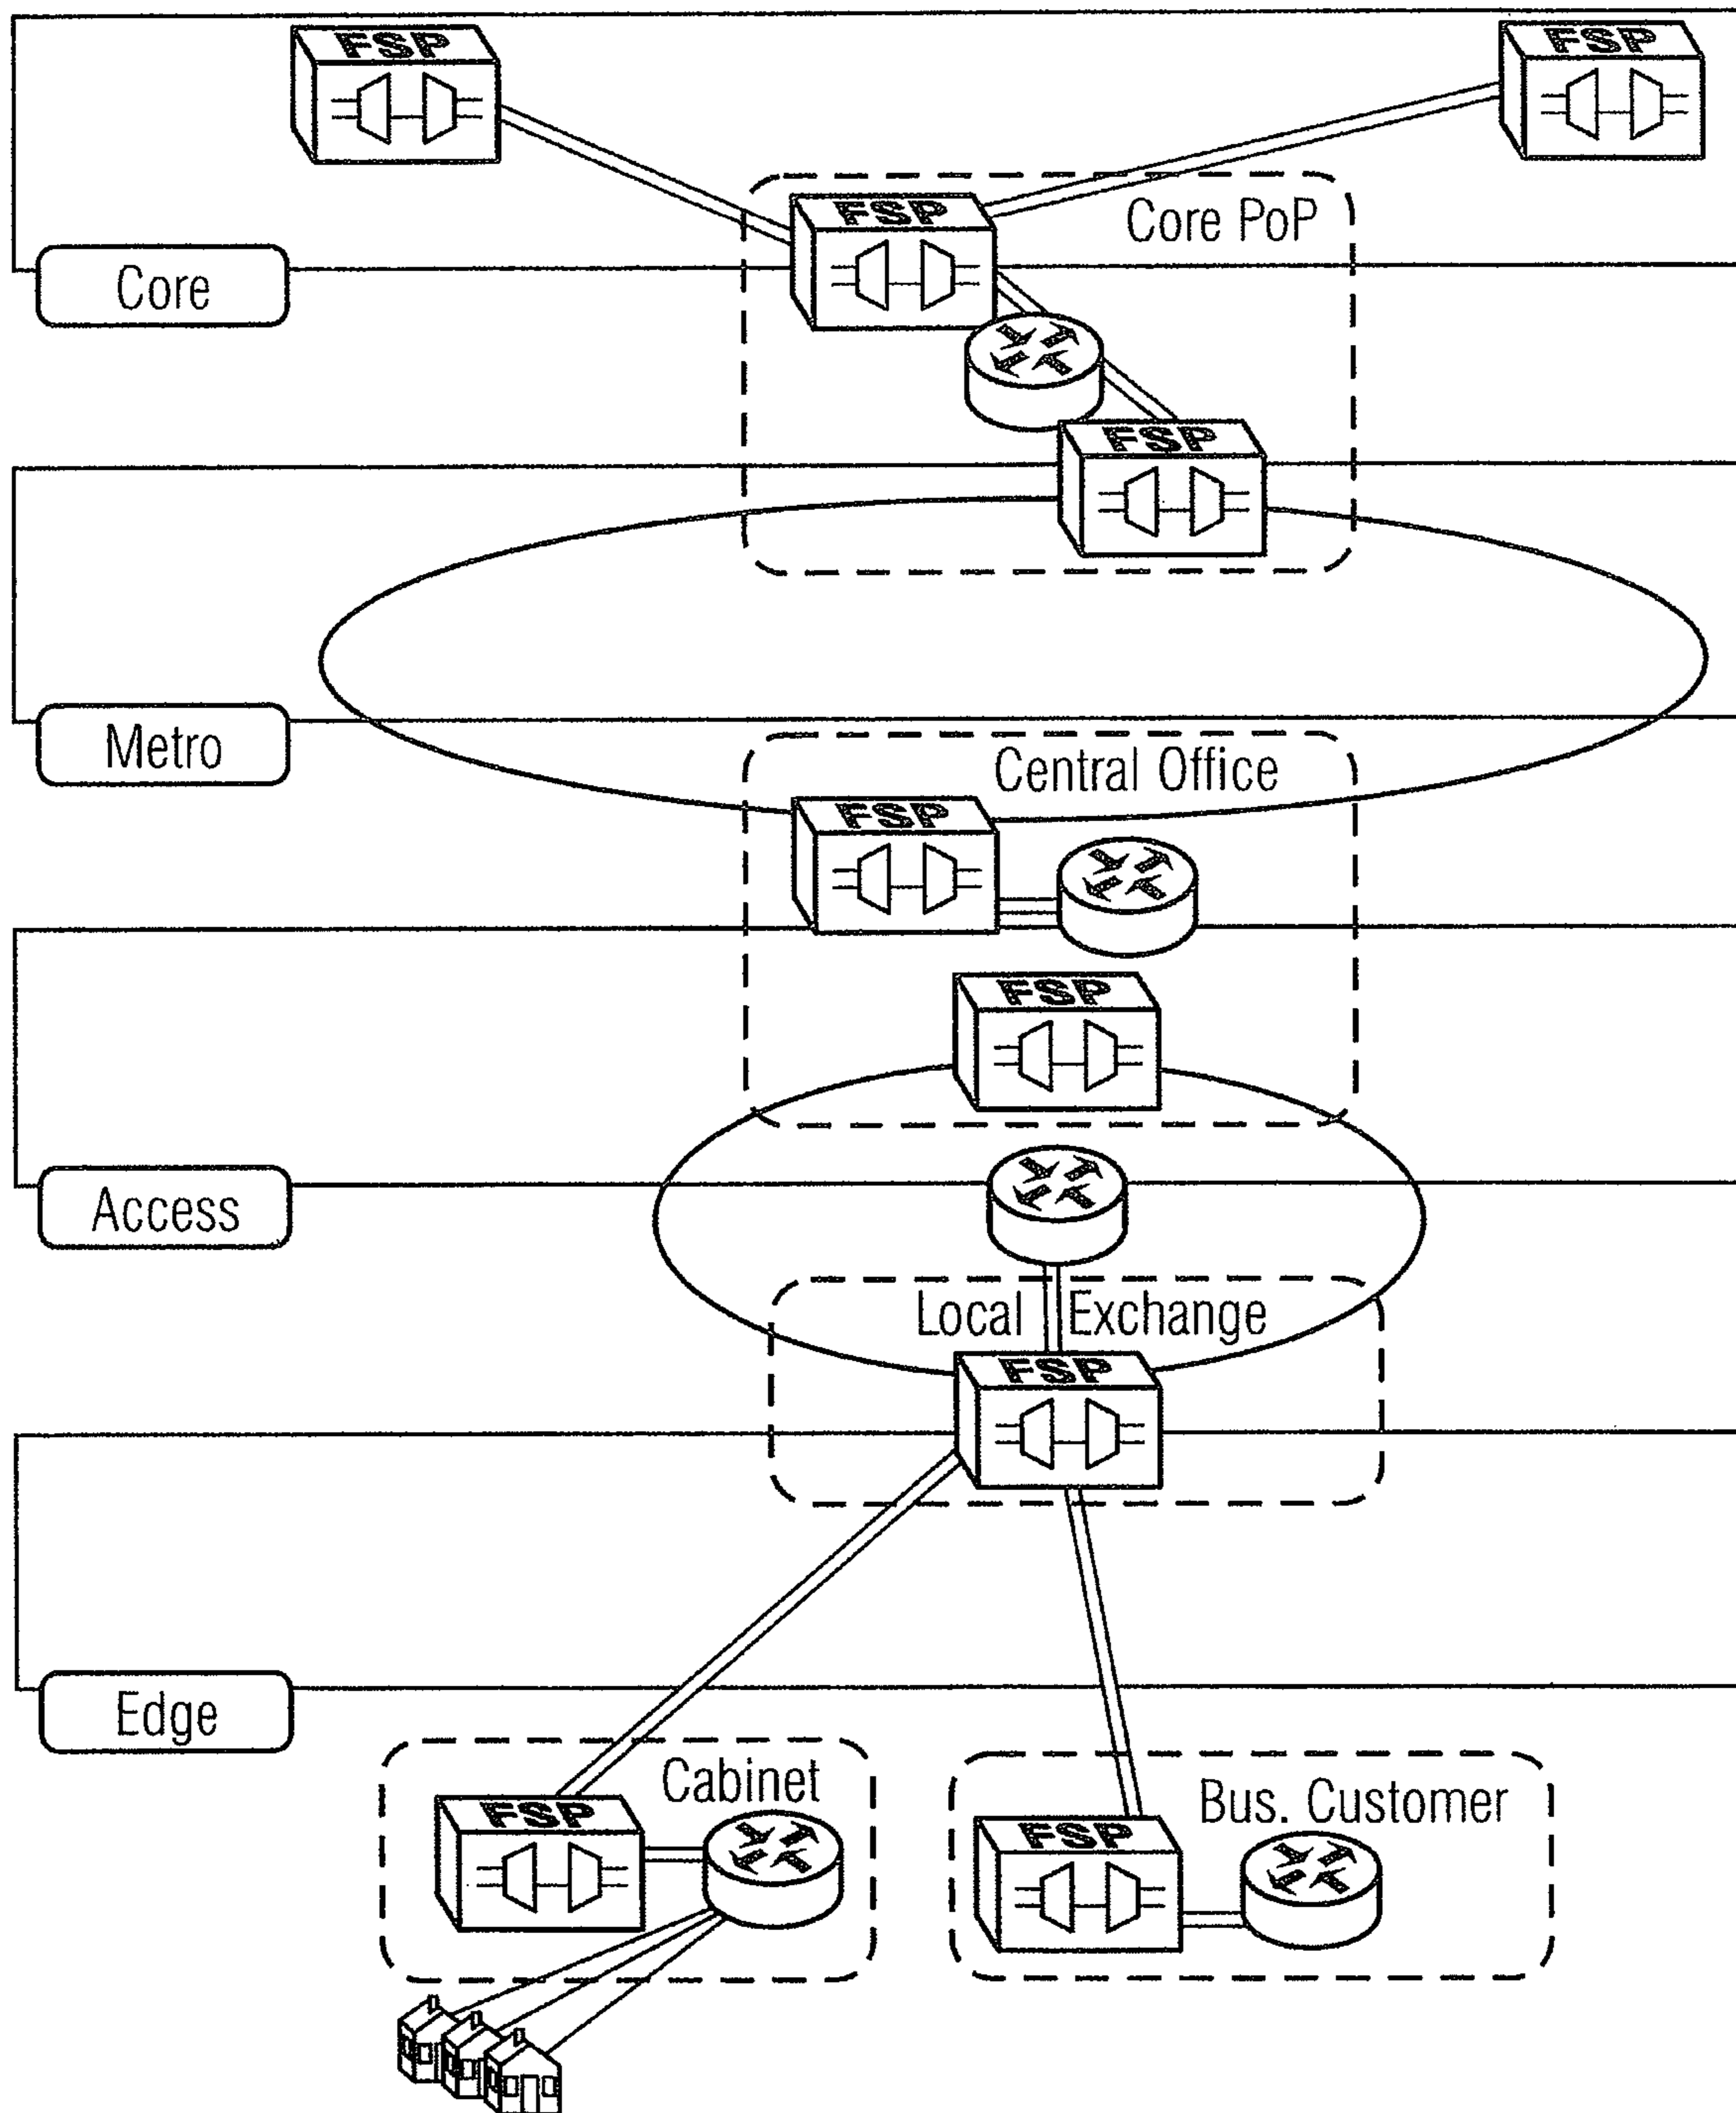 FSP
FSP
FSP
Core PoP
Core
FSP
Metro
Central Office
FSP
FSP
Access
Local Exchange
FSP
Edge
Cabinet
FSP
Bus. Customer
FSP